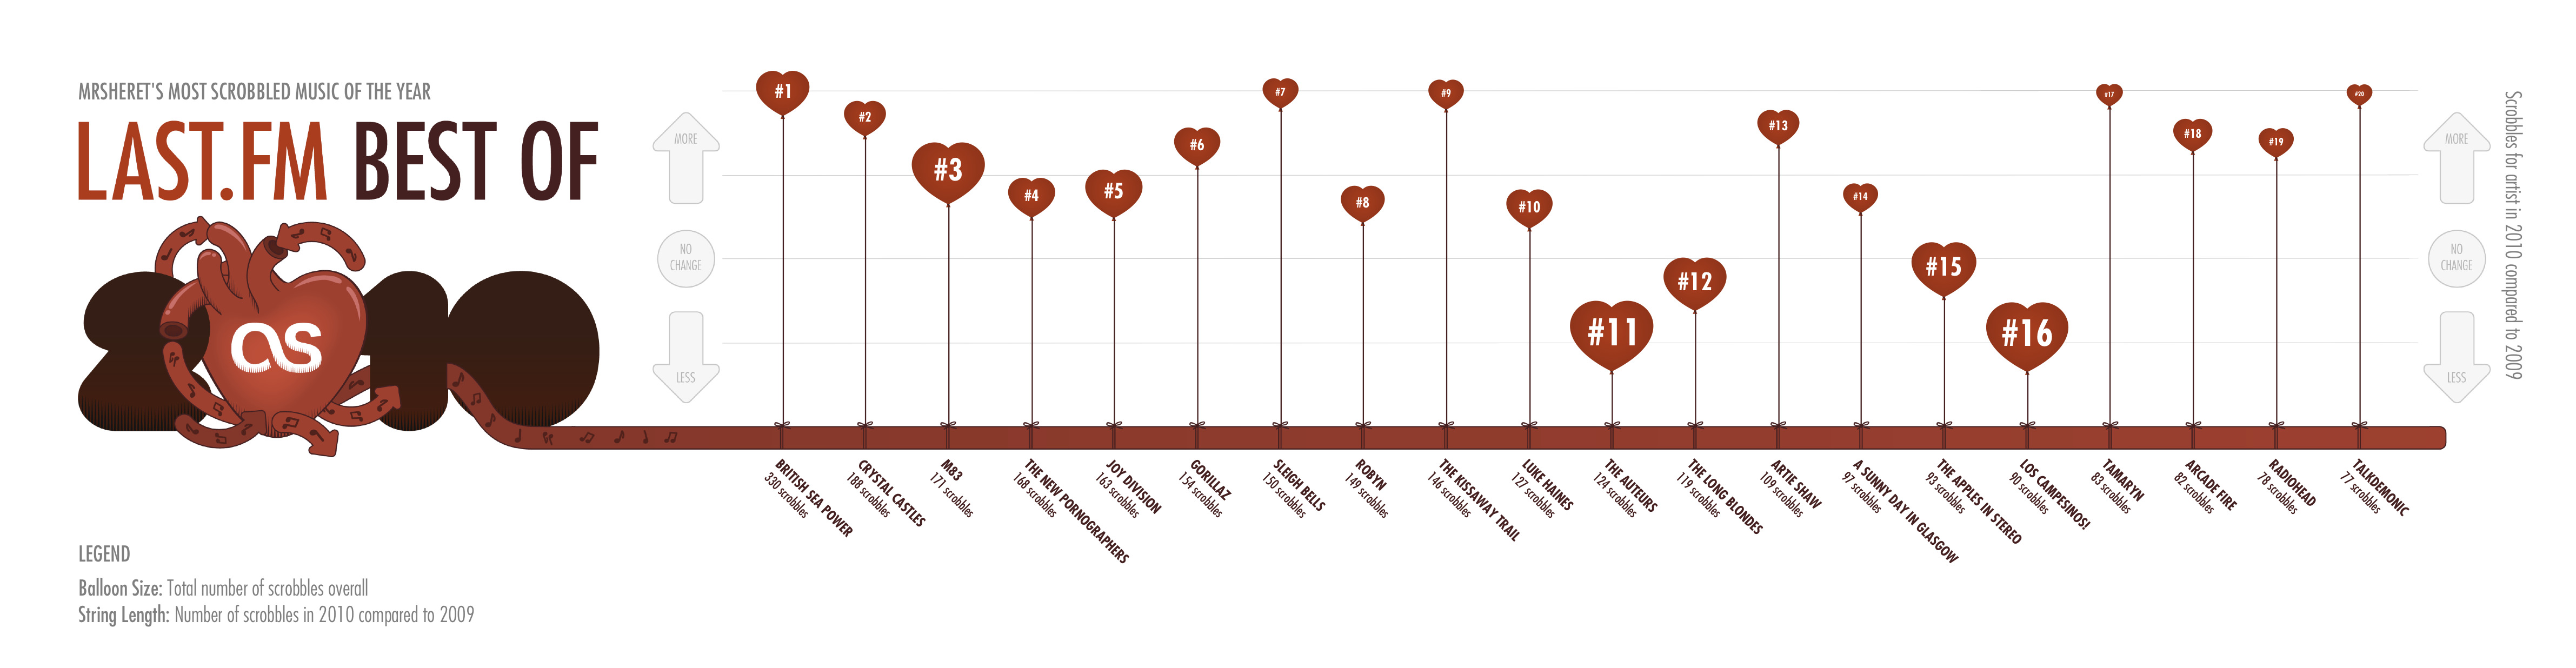 MRSHERET'S MOST SCROBBLED MUSIC OF THE YEAR
LAST.FM BEST OF
2010
as
MORE
NO
CHANGE
LESS
#1
#2
#3
#4
#5
#6
#7
#8
#9
#10
#11
#12
#13
#14
#15
#16
#17
#18
#19
#20
MORE
NO
CHANGE
LESS
Scrobbles for artist in 2010 compared to 2009
BRITISH SEA POWER
330 scrobbles
CRYSTAL CASTLES
188 scrobbles
M83
171 scrobbles
THE NEW PORNOGRAPHERS
168 scrobbles
JOY DIVISION
163 scrobbles
GORILLAZ
154 scrobbles
SLEIGH BELLS
150 scrobbles
ROBYN
149 scrobbles
THE KISSAWAY TRAIL
146 scrobbles
LUKE HAINES
127 scrobbles
THE AUTEURS
124 scrobbles
THE LONG BLONDES
119 scrobbles
ARTIE SHAW
109 scrobbles
A SUNNY DAY IN GLASGOW
97 scrobbles
THE APPLES IN STEREO
93 scrobbles
LOS CAMPESINOS!
90 scrobbles
TAMARYN
83 scrobbles
ARCADE FIRE
82 scrobbles
RADIOHEAD
78 scrobbles
TALKDEMONIC
77 scrobbles
LEGEND
Balloon Size: Total number of scrobbles overall
String Length: Number of scrobbles in 2010 compared to 2009